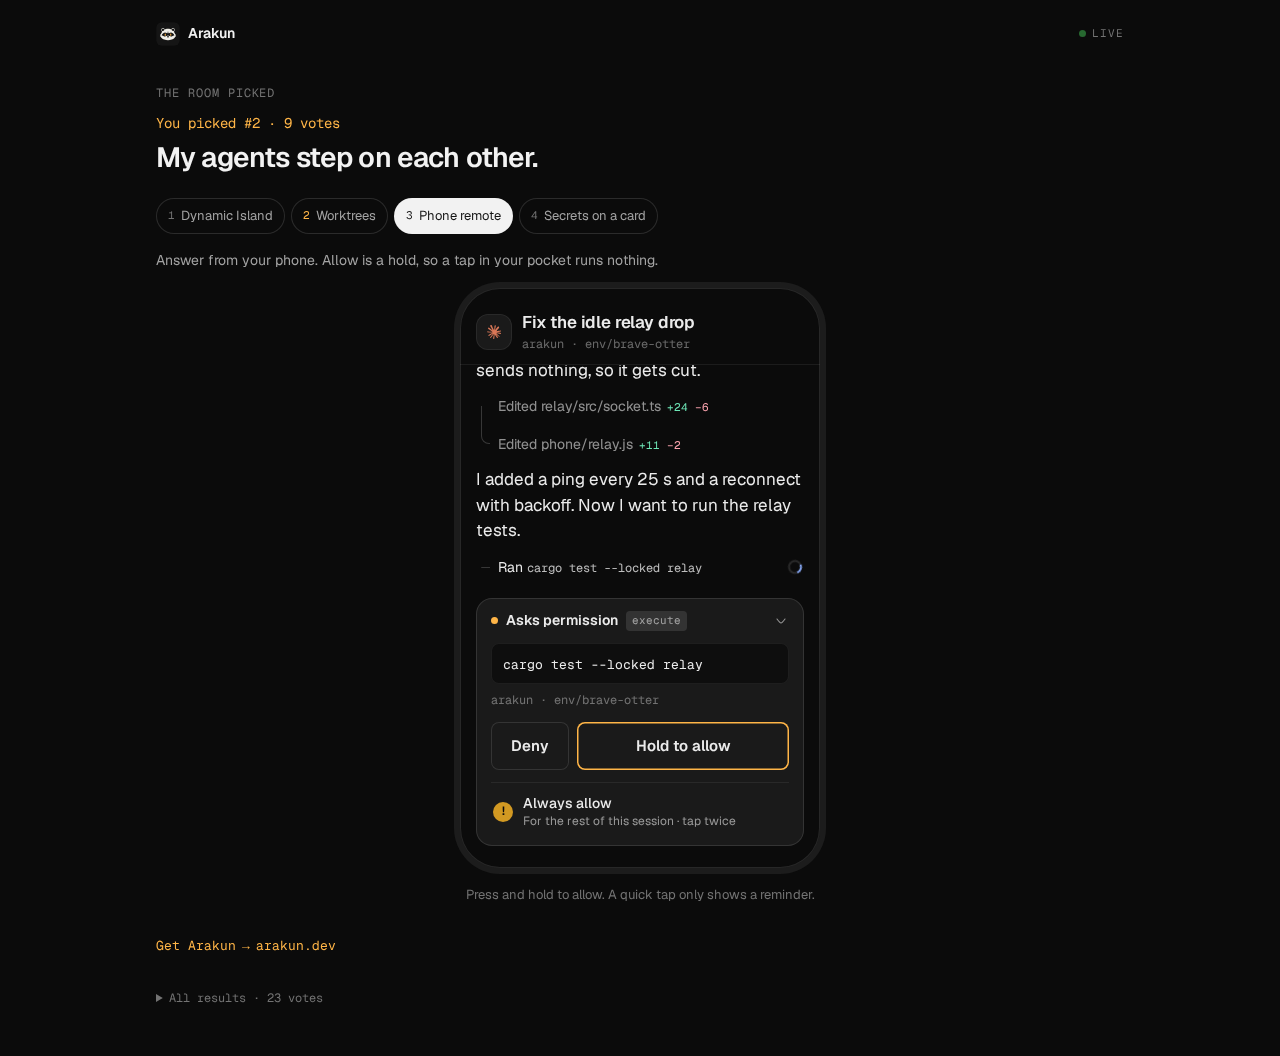 Arakun
LIVE
THE ROOM PICKED
You picked #2 · 9 votes
My agents step on each other.
1 Dynamic Island
2 Worktrees
3 Phone remote
4 Secrets on a card
Answer from your phone. Allow is a hold, so a tap in your pocket runs nothing.
Fix the idle relay drop
arakun · env/brave-otter
sends nothing, so it gets cut.
Edited relay/src/socket.ts +24 −6
Edited phone/relay.js +11 −2
I added a ping every 25 s and a reconnect
with backoff. Now I want to run the relay
tests.
Ran cargo test --locked relay
Asks permission execute
cargo test --locked relay
arakun · env/brave-otter
Deny
Hold to allow
!
Always allow
For the rest of this session · tap twice
Press and hold to allow. A quick tap only shows a reminder.
Get Arakun → arakun.dev
▶ All results · 23 votes